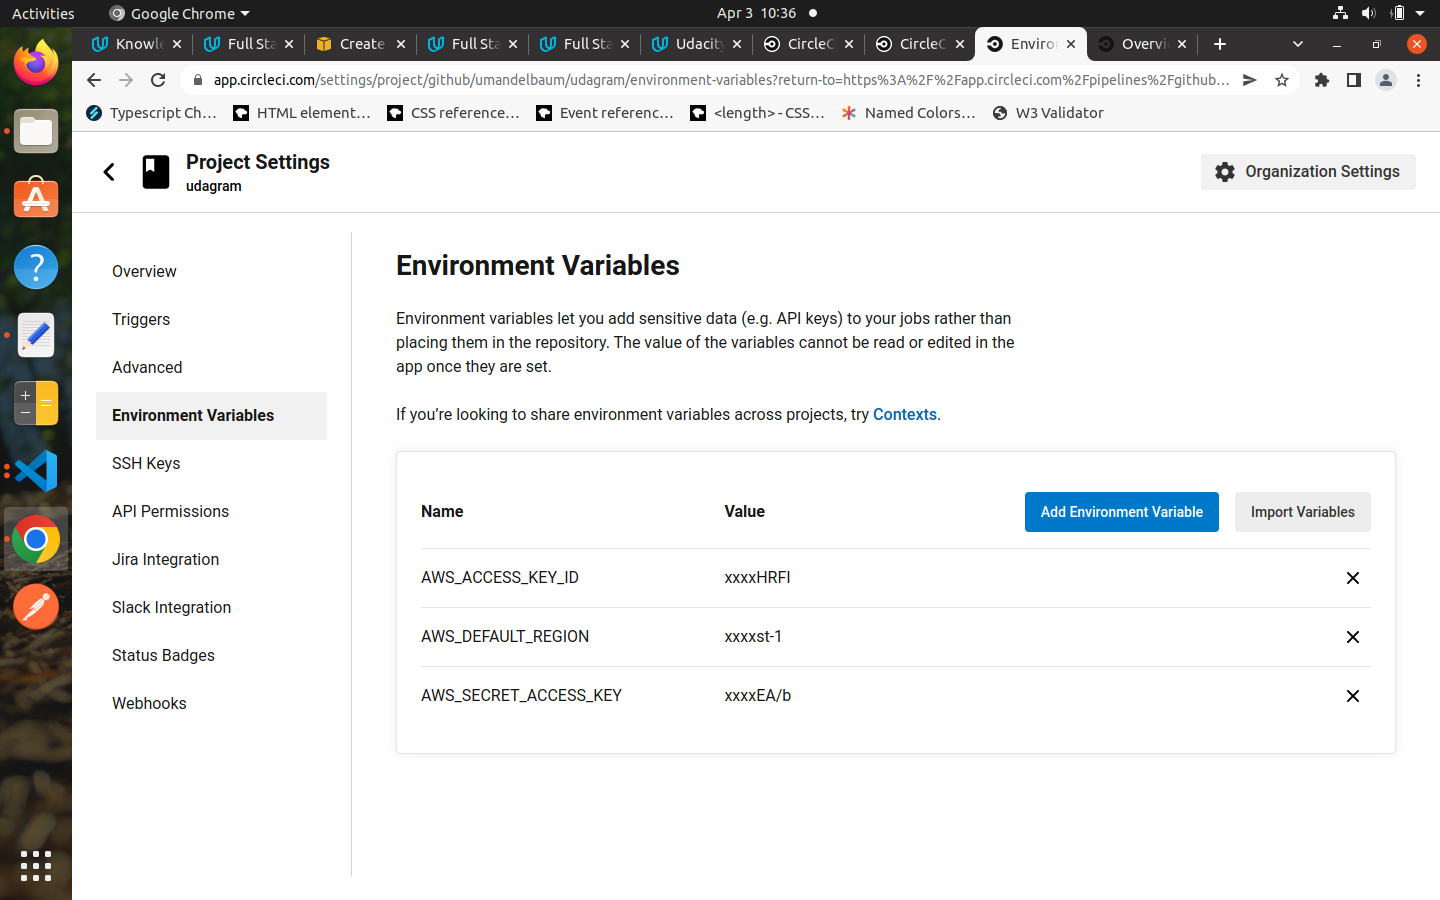 Activities
Google Chrome
Apr 3 10:36
Knowle
Full Sta
Create
Full Sta
Full Sta
Udacity
CircleC
CircleC
Enviro
Overvi
app.circleci.com/settings/project/github/umandelbaum/udagram/environment-variables?return-to=https%3A%2F%2Fapp.circleci.com%2Fpipelines%2Fgithub...
Typescript Ch...
HTML element...
CSS reference...
Event referenc...
<length> - CSS...
Named Colors...
W3 Validator
Project Settings
udagram
Organization Settings
Overview
Triggers
Advanced
Environment Variables
SSH Keys
API Permissions
Jira Integration
Slack Integration
Status Badges
Webhooks
Environment Variables
Environment variables let you add sensitive data (e.g. API keys) to your jobs rather than
placing them in the repository. The value of the variables cannot be read or edited in the
app once they are set.
If you’re looking to share environment variables across projects, try Contexts.
Name
Value
Add Environment Variable
Import Variables
AWS_ACCESS_KEY_ID
xxxxHRFI
AWS_DEFAULT_REGION
xxxxst-1
AWS_SECRET_ACCESS_KEY
xxxxEA/b